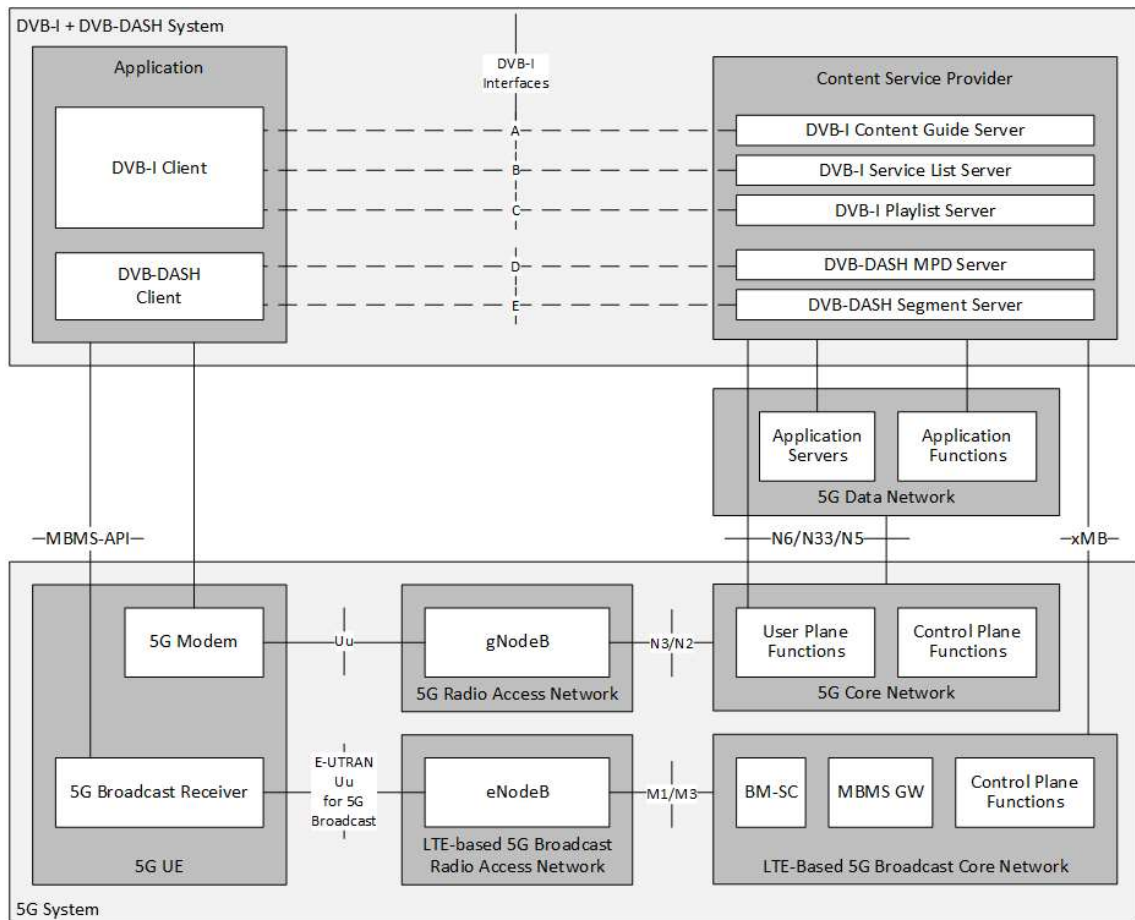 DVB-I + DVB-DASH System
Application
DVB-I
Interfaces
Content Service Provider
DVB-I Client
A
DVB-I Content Guide Server
B
DVB-I Service List Server
C
DVB-I Playlist Server
DVB-DASH
Client
D
DVB-DASH MPD Server
E
DVB-DASH Segment Server
Application
Servers
Application
Functions
5G Data Network
MBMS-API
N6/N33/N5
xMB
5G Modem
Uu
gNodeB
5G Radio Access Network
N3/N2
User Plane
Functions
Control Plane
Functions
5G Core Network
5G Broadcast Receiver
E-UTRAN
Uu
for 5G
Broadcast
eNodeB
M1/M3
BM-SC
MBMS GW
Control Plane
Functions
5G UE
LTE-based 5G Broadcast
Radio Access Network
LTE-Based 5G Broadcast Core Network
5G System